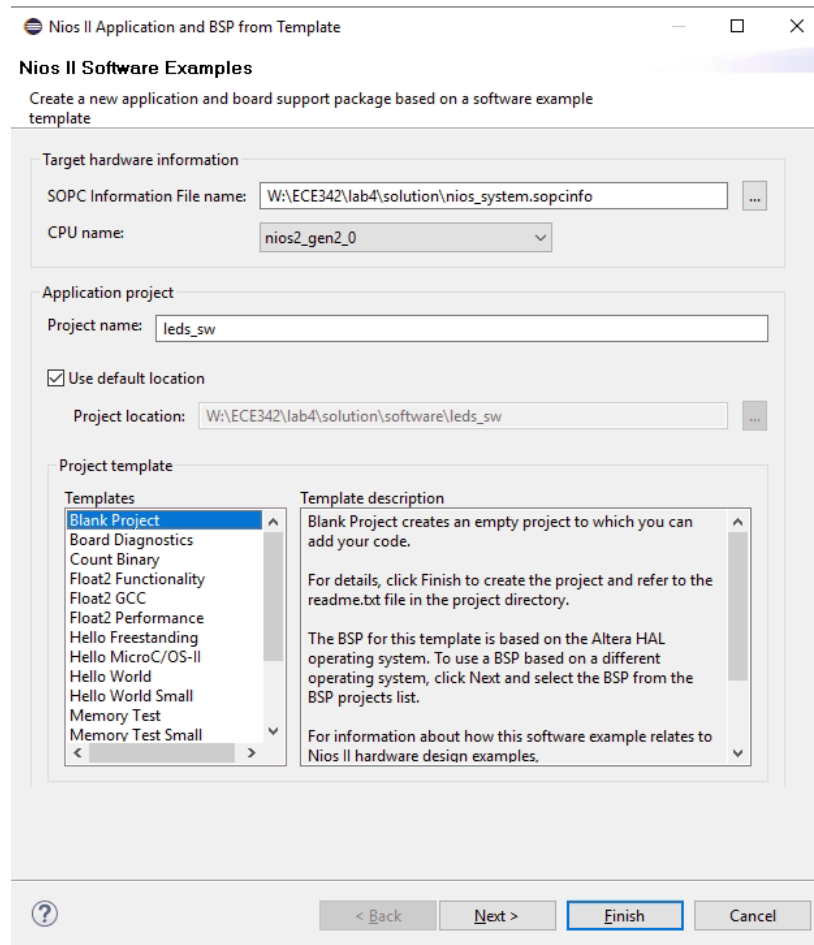 Nios II Application and BSP from Template
Nios II Software Examples
Create a new application and board support package based on a software example
template
Target hardware information
SOPC Information File name: W:\ECE342\lab4\solution\nios_system.sopcinfo ...
CPU name: nios2_gen2_0
Application project
Project name: leds_sw
Use default location
Project location: W:\ECE342\lab4\solution\software\leds_sw ...
Project template
Templates
Blank Project
Board Diagnostics
Count Binary
Float2 Functionality
Float2 GCC
Float2 Performance
Hello Freestanding
Hello MicroC/OS-II
Hello World
Hello World Small
Memory Test
Memory Test Small
Template description
Blank Project creates an empty project to which you can
add your code.
For details, click Finish to create the project and refer to the
readme.txt file in the project directory.
The BSP for this template is based on the Altera HAL
operating system. To use a BSP based on a different
operating system, click Next and select the BSP from the
BSP projects list.
For information about how this software example relates to
Nios II hardware design examples,
? < Back Next > Finish Cancel